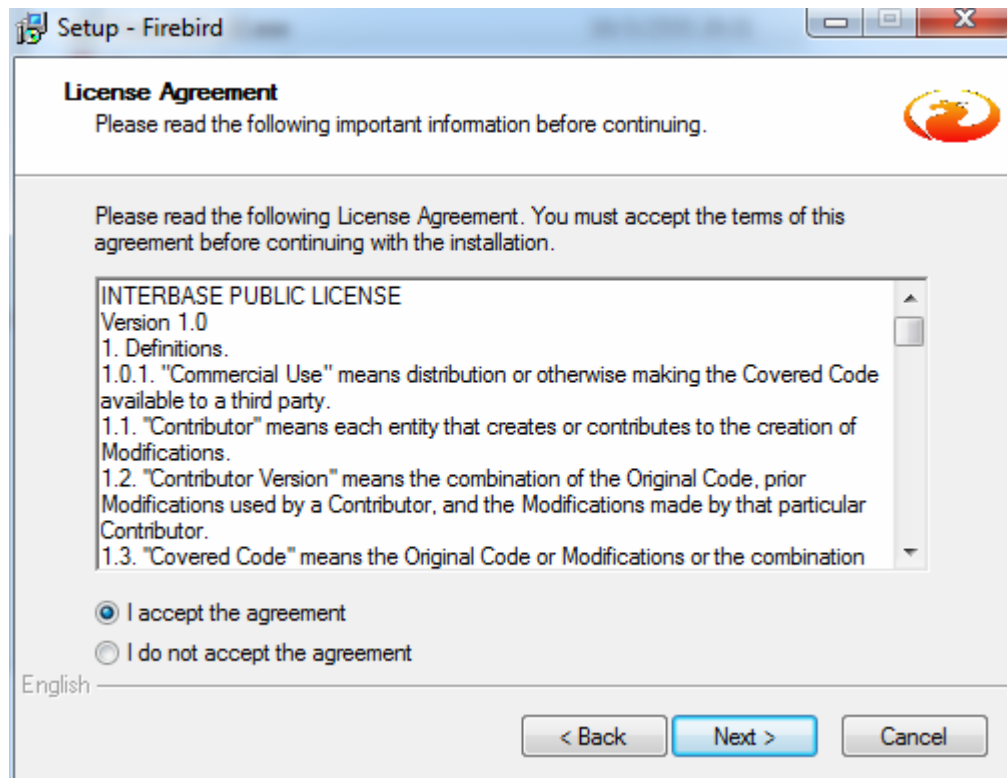 Setup - Firebird
License Agreement
Please read the following important information before continuing.
Please read the following License Agreement. You must accept the terms of this
agreement before continuing with the installation.
INTERBASE PUBLIC LICENSE
Version 1.0
1. Definitions.
1.0.1. "Commercial Use" means distribution or otherwise making the Covered Code
available to a third party.
1.1. "Contributor" means each entity that creates or contributes to the creation of
Modifications.
1.2. "Contributor Version" means the combination of the Original Code, prior
Modifications used by a Contributor, and the Modifications made by that particular
Contributor.
1.3. "Covered Code" means the Original Code or Modifications or the combination
I accept the agreement
I do not accept the agreement
English
< Back Next > Cancel